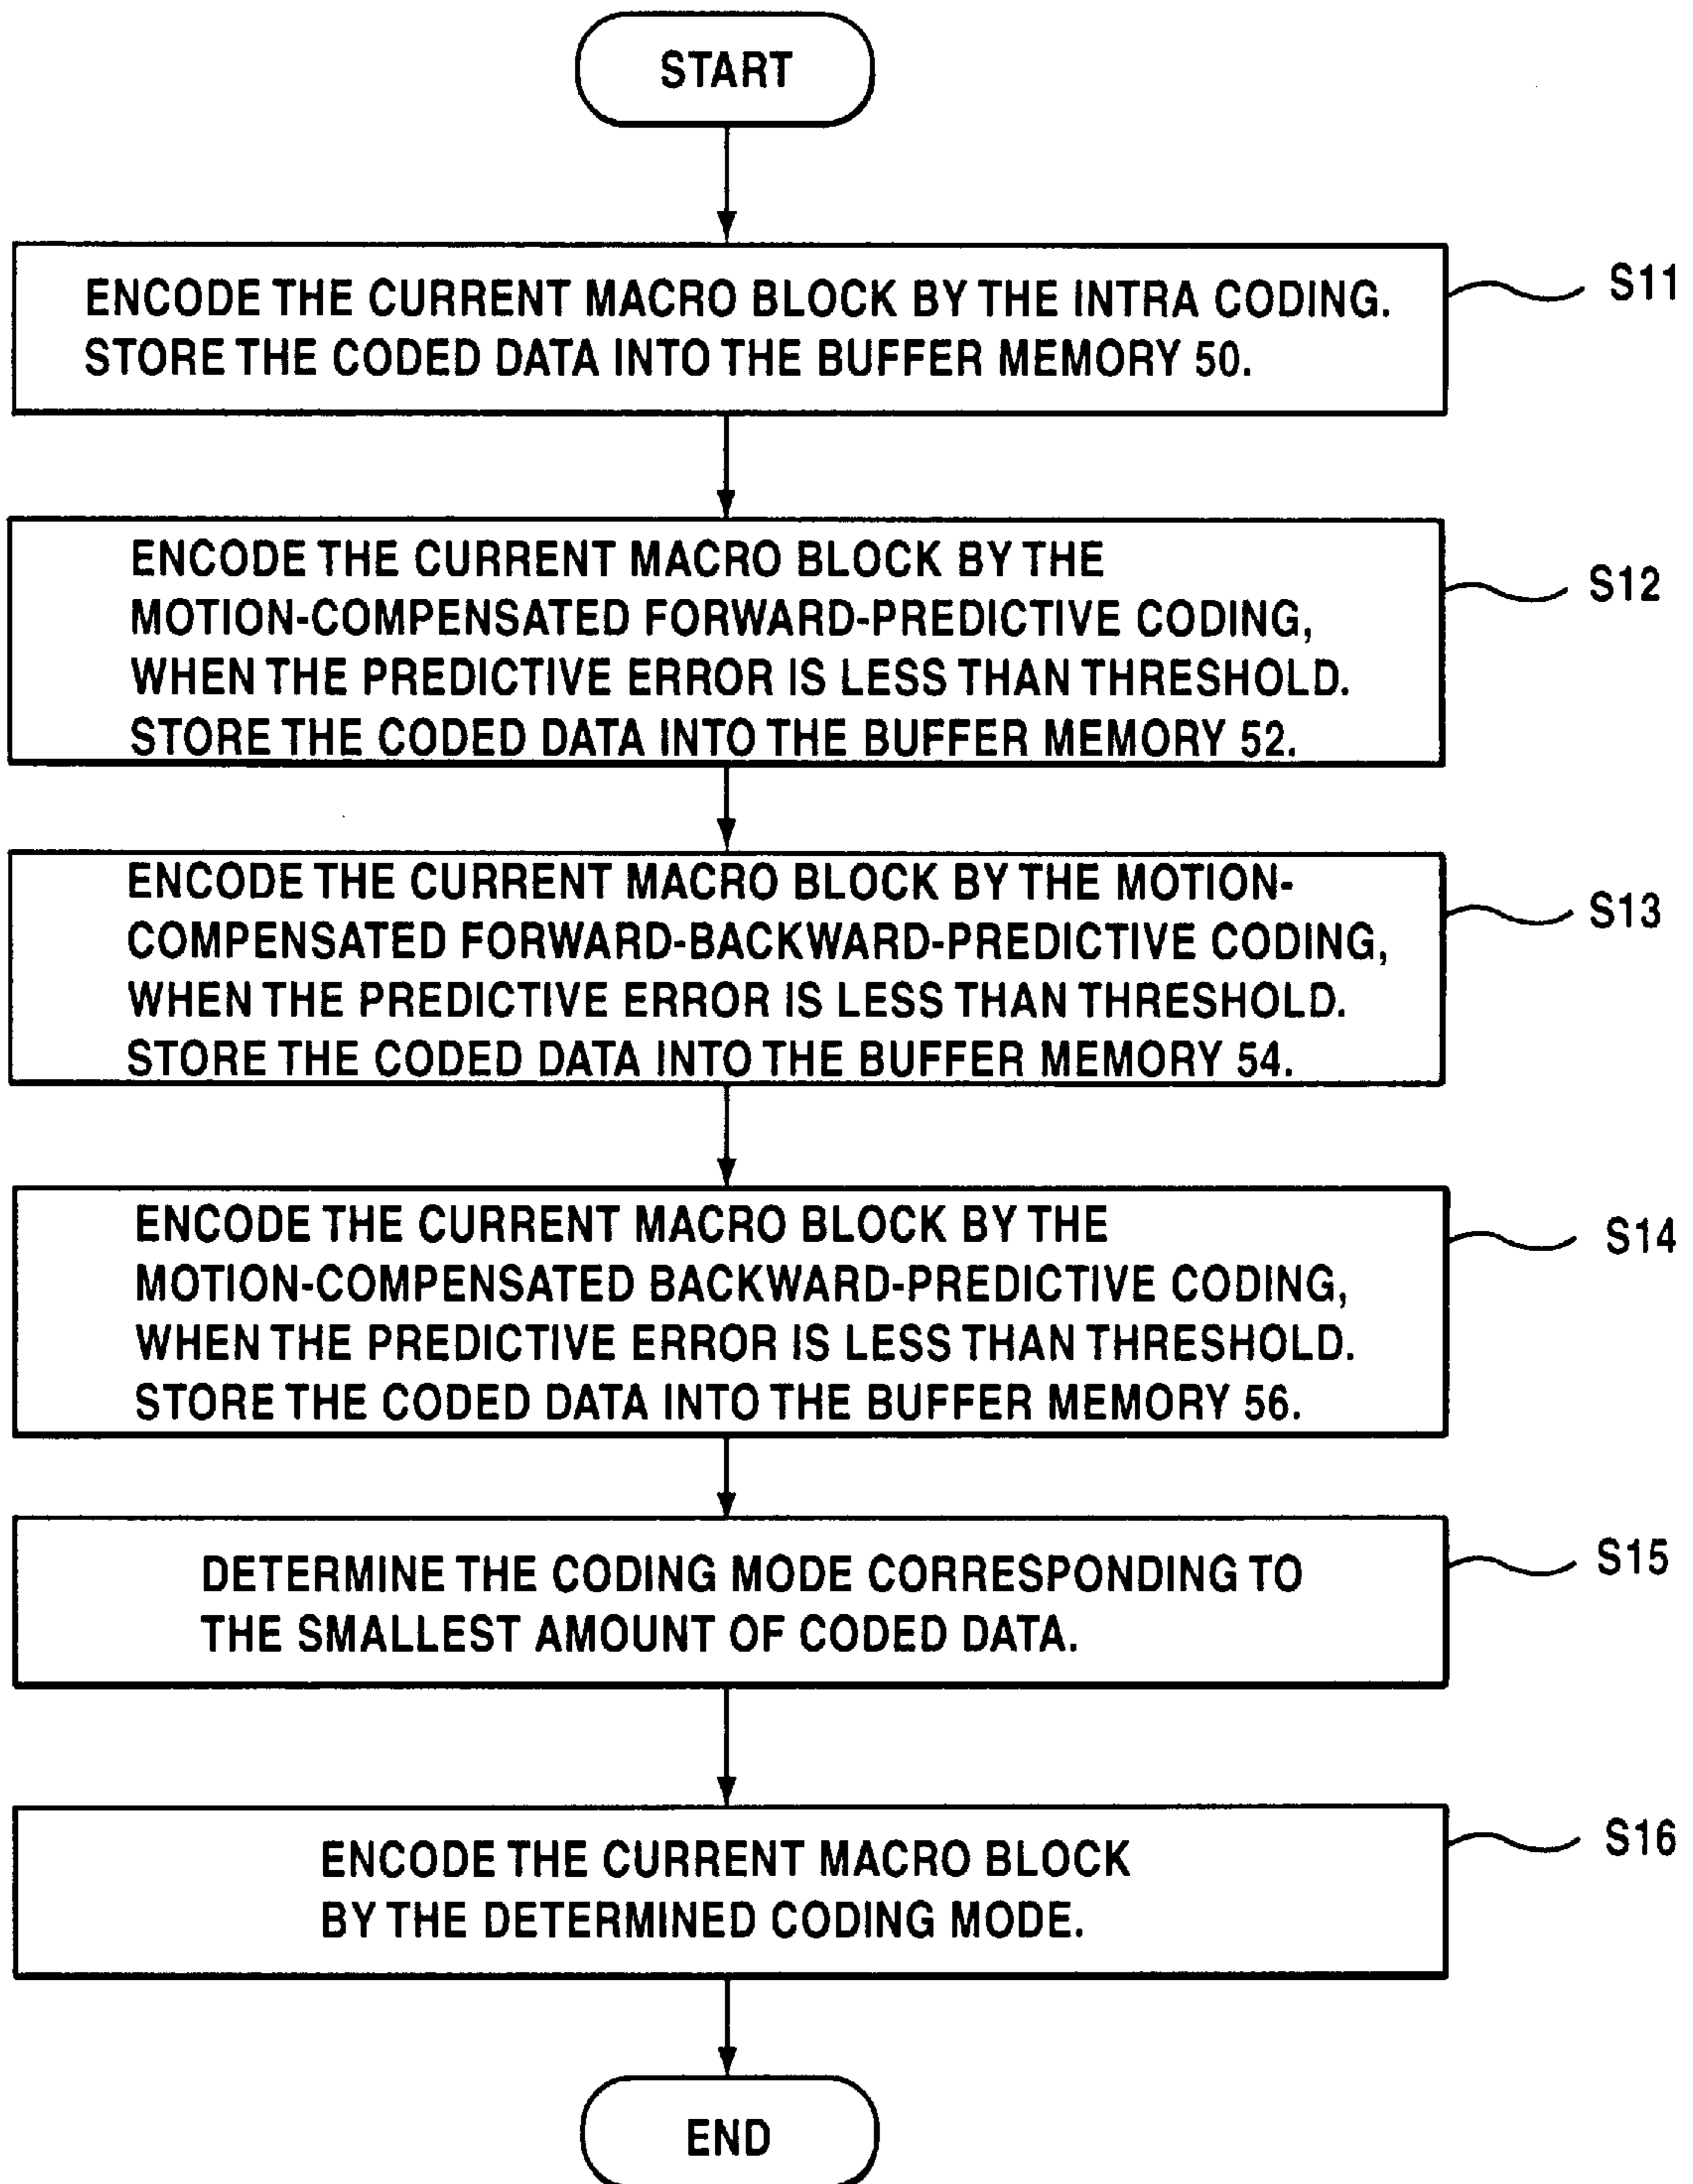 START
ENCODE THE CURRENT MACRO BLOCK BY THE INTRA CODING.
STORE THE CODED DATA INTO THE BUFFER MEMORY 50.
S11
ENCODE THE CURRENT MACRO BLOCK BY THE
MOTION-COMPENSATED FORWARD-PREDICTIVE CODING,
WHEN THE PREDICTIVE ERROR IS LESS THAN THRESHOLD.
STORE THE CODED DATA INTO THE BUFFER MEMORY 52.
S12
ENCODE THE CURRENT MACRO BLOCK BY THE MOTION-
COMPENSATED FORWARD-BACKWARD-PREDICTIVE CODING,
WHEN THE PREDICTIVE ERROR IS LESS THAN THRESHOLD.
STORE THE CODED DATA INTO THE BUFFER MEMORY 54.
S13
ENCODE THE CURRENT MACRO BLOCK BY THE
MOTION-COMPENSATED BACKWARD-PREDICTIVE CODING,
WHEN THE PREDICTIVE ERROR IS LESS THAN THRESHOLD.
STORE THE CODED DATA INTO THE BUFFER MEMORY 56.
S14
DETERMINE THE CODING MODE CORRESPONDING TO
THE SMALLEST AMOUNT OF CODED DATA.
S15
ENCODE THE CURRENT MACRO BLOCK
BY THE DETERMINED CODING MODE.
S16
END